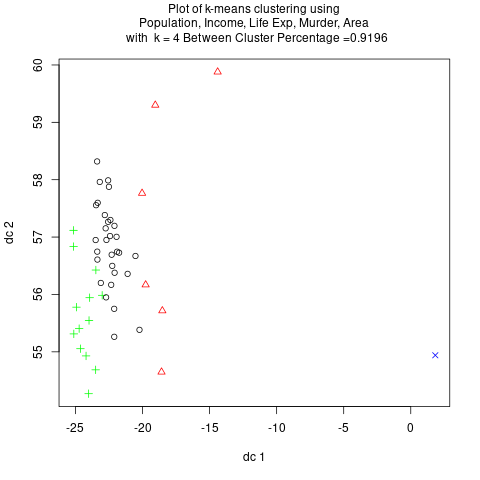 Plot of k-means clustering using
Population, Income, Life Exp, Murder, Area
with k = 4 Between Cluster Percentage =0.9196
60
59
58
57
56
55
dc 2
-25 -20 -15 -10 -5 0
dc 1